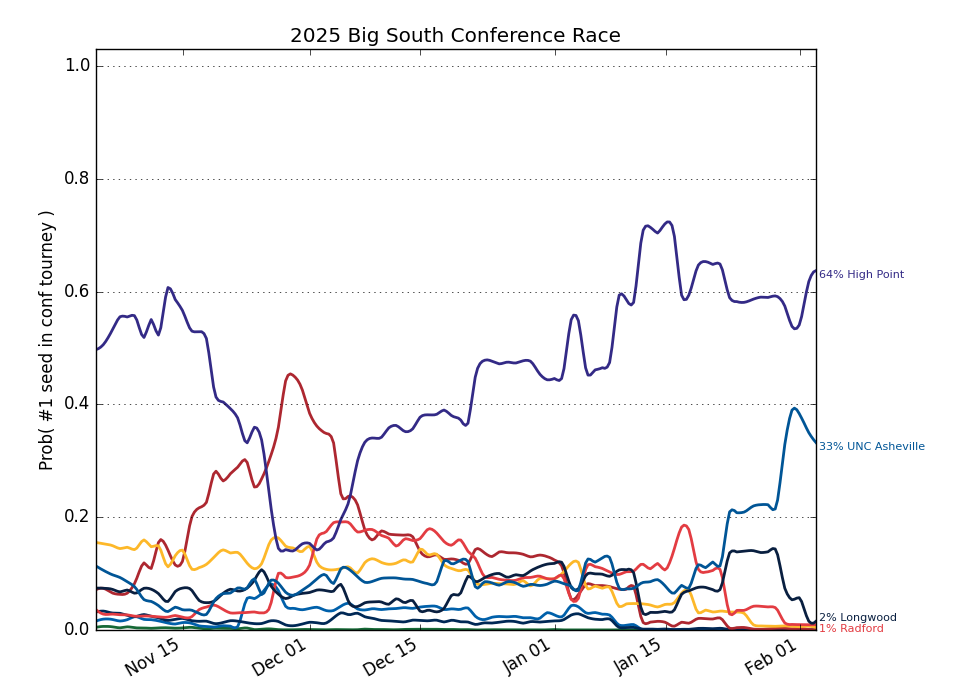 2025 Big South Conference Race
Prob( #1 seed in conf tourney )
1.0
0.8
0.6
0.4
0.2
0.0
64% High Point
33% UNC Asheville
2% Longwood
1% Radford
Nov 15
Dec 01
Dec 15
Jan 01
Jan 15
Feb 01